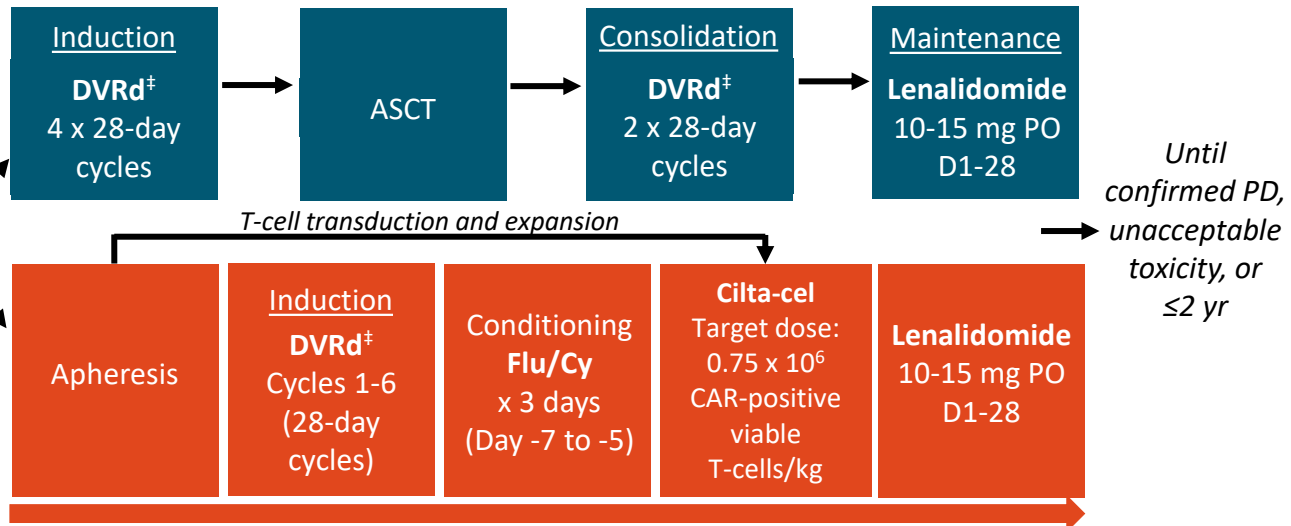 Induction
DVRd‡
4 x 28-day
cycles
ASCT
Consolidation
DVRd‡
2 x 28-day
cycles
Maintenance
Lenalidomide
10-15 mg PO
D1-28
Until
confirmed PD,
unacceptable
toxicity, or
≤2 yr
T-cell transduction and expansion
Apheresis
Induction
DVRd‡
Cycles 1-6
(28-day
cycles)
Conditioning
Flu/Cy
x 3 days
(Day -7 to -5)
Cilta-cel
Target dose:
0.75 x 10⁶
CAR-positive
viable
T-cells/kg
Lenalidomide
10-15 mg PO
D1-28